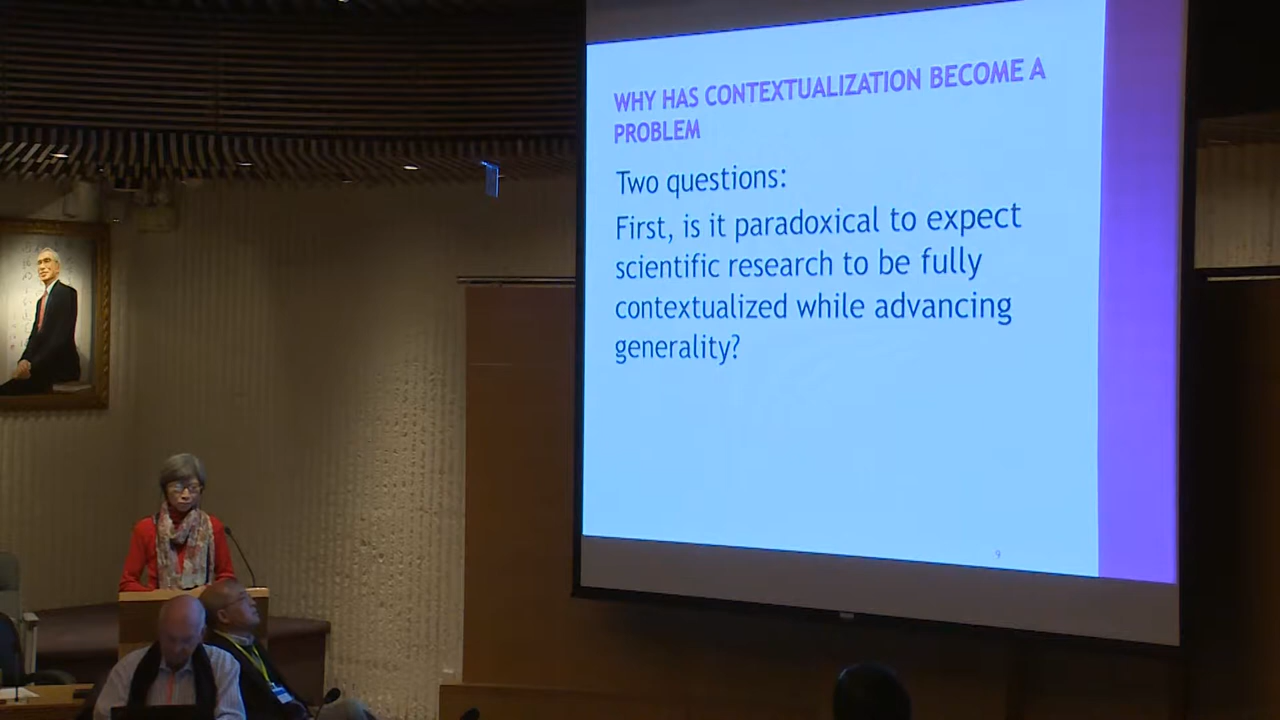 WHY HAS CONTEXTUALIZATION BECOME A
PROBLEM
Two questions:
First, is it paradoxical to expect
scientific research to be fully
contextualized while advancing
generality?
9